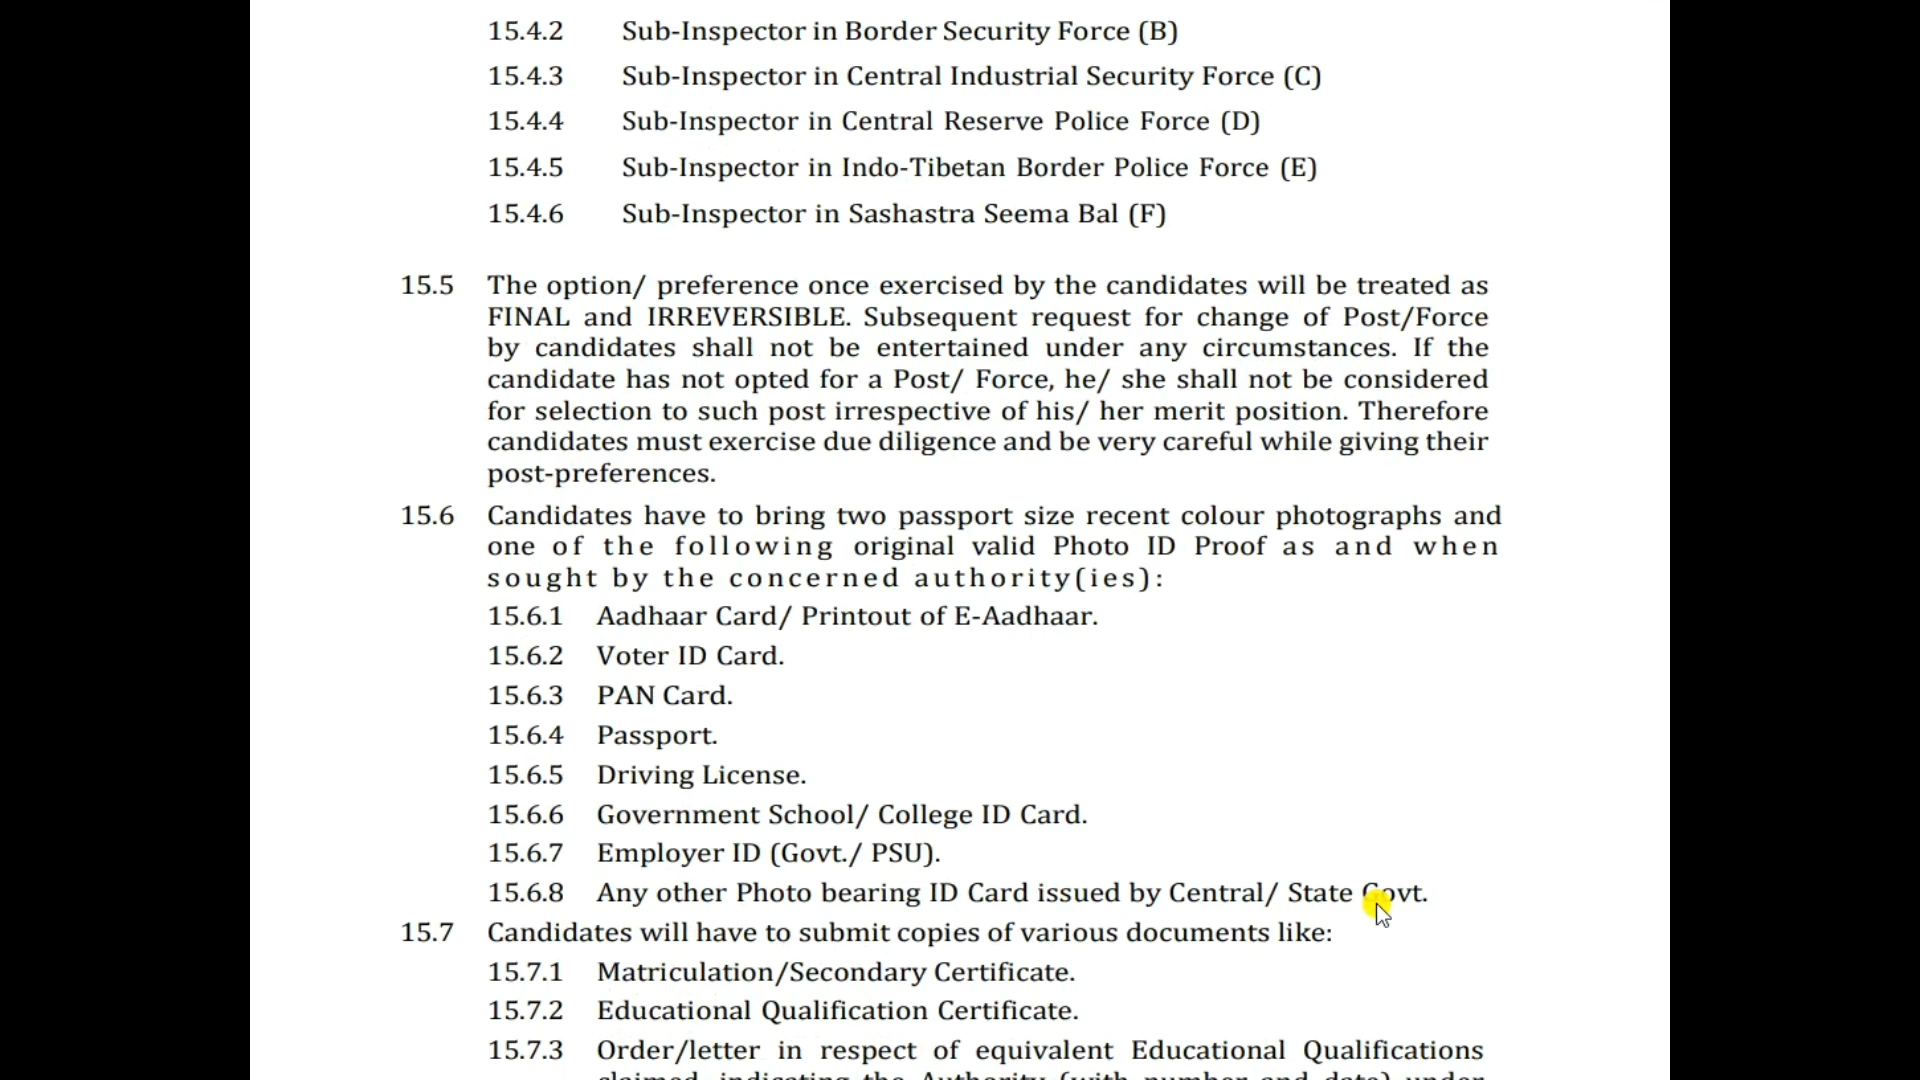 15.4.2 Sub-Inspector in Border Security Force (B)
15.4.3 Sub-Inspector in Central Industrial Security Force (C)
15.4.4 Sub-Inspector in Central Reserve Police Force (D)
15.4.5 Sub-Inspector in Indo-Tibetan Border Police Force (E)
15.4.6 Sub-Inspector in Sashastra Seema Bal (F)
15.5 The option/ preference once exercised by the candidates will be treated as
FINAL and IRREVERSIBLE. Subsequent request for change of Post/Force
by candidates shall not be entertained under any circumstances. If the
candidate has not opted for a Post/ Force, he/ she shall not be considered
for selection to such post irrespective of his/ her merit position. Therefore
candidates must exercise due diligence and be very careful while giving their
post-preferences.
15.6 Candidates have to bring two passport size recent colour photographs and
one of the following original valid Photo ID Proof as and when
sought by the concerned authority(ies):
15.6.1 Aadhaar Card/ Printout of E-Aadhaar.
15.6.2 Voter ID Card.
15.6.3 PAN Card.
15.6.4 Passport.
15.6.5 Driving License.
15.6.6 Government School/ College ID Card.
15.6.7 Employer ID (Govt./ PSU).
15.6.8 Any other Photo bearing ID Card issued by Central/ State Govt.
15.7 Candidates will have to submit copies of various documents like:
15.7.1 Matriculation/Secondary Certificate.
15.7.2 Educational Qualification Certificate.
15.7.3 Order/letter in respect of equivalent Educational Qualifications
claimed, indicating the Authority (with number and date) under